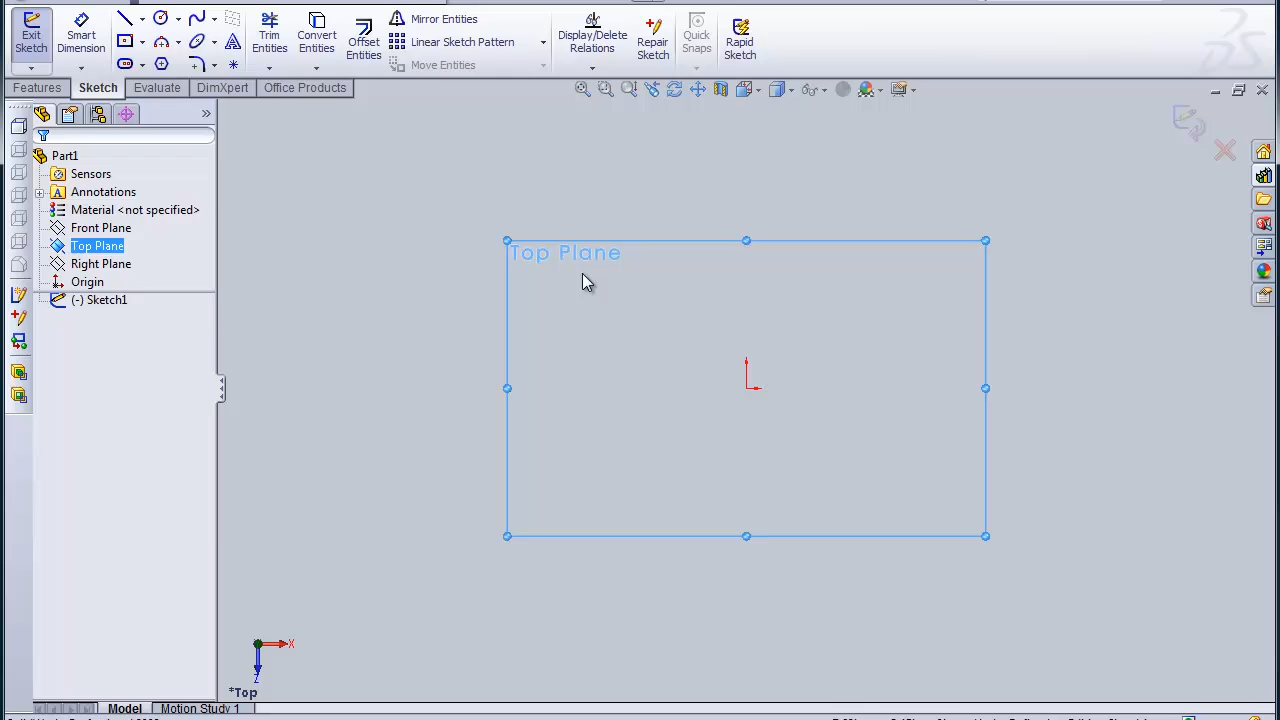 Exit Sketch
Smart Dimension
Trim Entities
Convert Entities
Offset Entities
Mirror Entities
Linear Sketch Pattern
Move Entities
Display/Delete Relations
Repair Sketch
Quick Snaps
Rapid Sketch
Features
Sketch
Evaluate
DimXpert
Office Products
Part1
Sensors
Annotations
Material <not specified>
Front Plane
Top Plane
Right Plane
Origin
(-) Sketch1
Top Plane
X
Z
*Top
Model
Motion Study 1